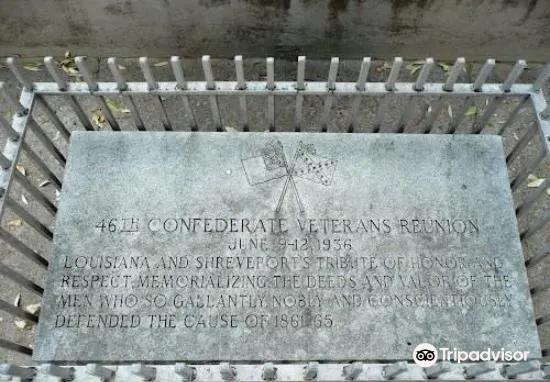 46TH CONFEDERATE VETERANS REUNION
JUNE 9-12, 1936
LOUISIANA AND SHREVEPORT'S TRIBUTE OF HONOR AND
RESPECT, MEMORIALIZING THE DEEDS AND VALOR OF THE
MEN WHO SO GALLANTLY, NOBLY AND CONSCIENTIOUSLY
DEFENDED THE CAUSE OF 1861-65.
Tripadvisor